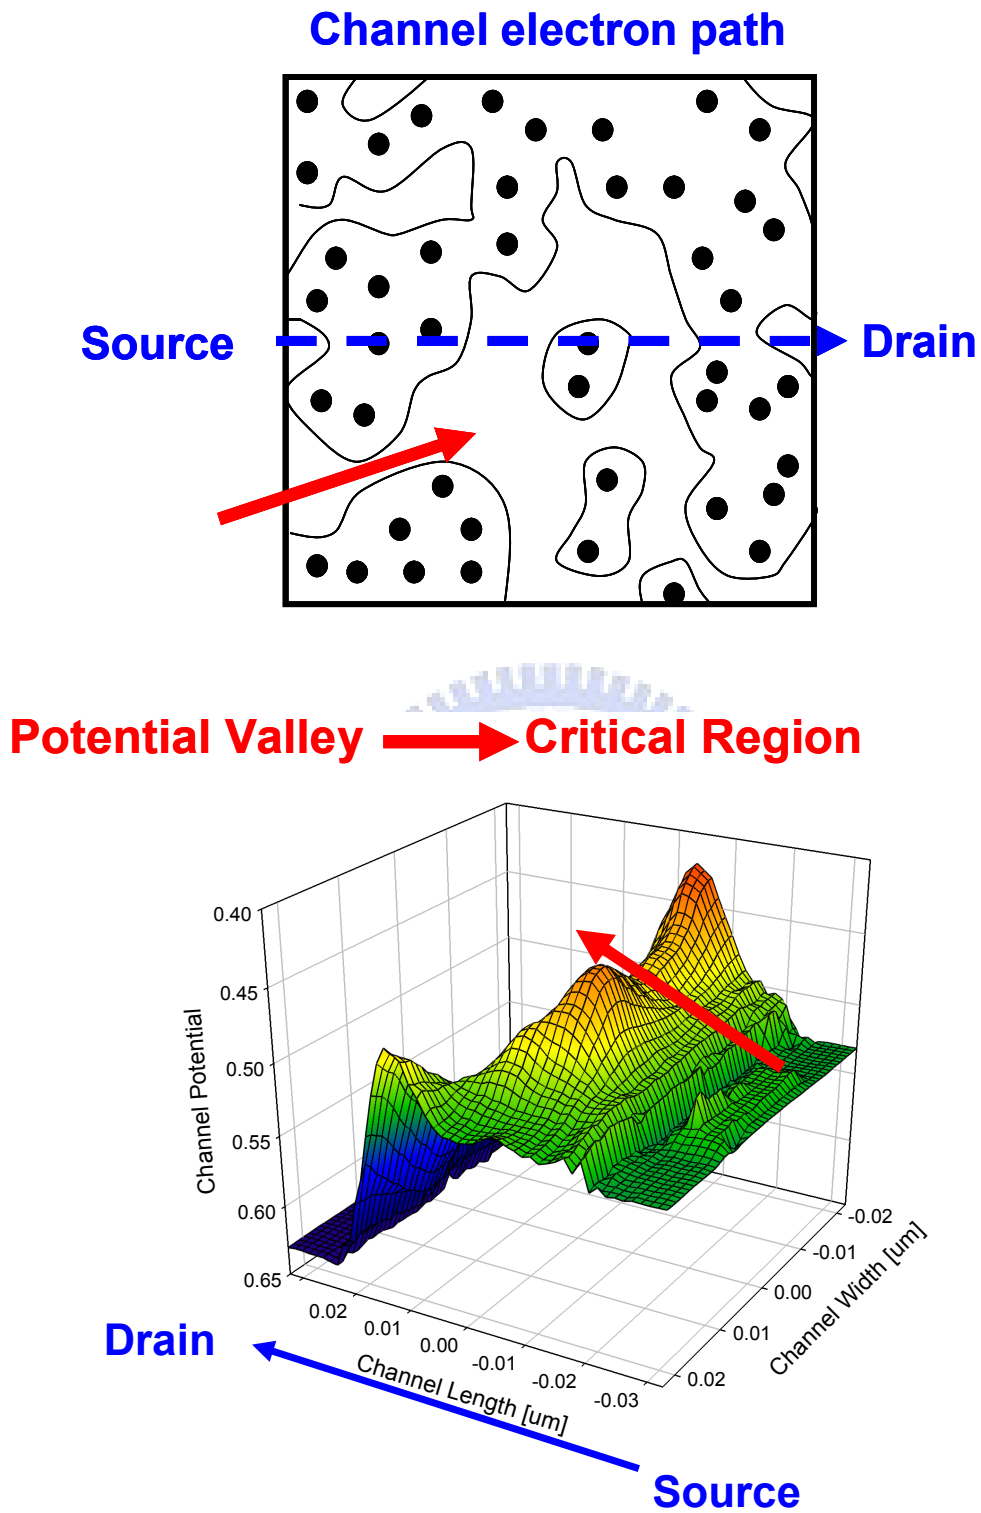 Channel electron path
Source
Drain
Potential Valley
Critical Region
0.40
0.45
0.50
0.55
0.60
0.65
Channel Potential
0.02
0.01
0.00
-0.01
-0.02
-0.03
Channel Length [um]
-0.02
-0.01
0.00
0.01
0.02
Channel Width [um]
Drain
Source